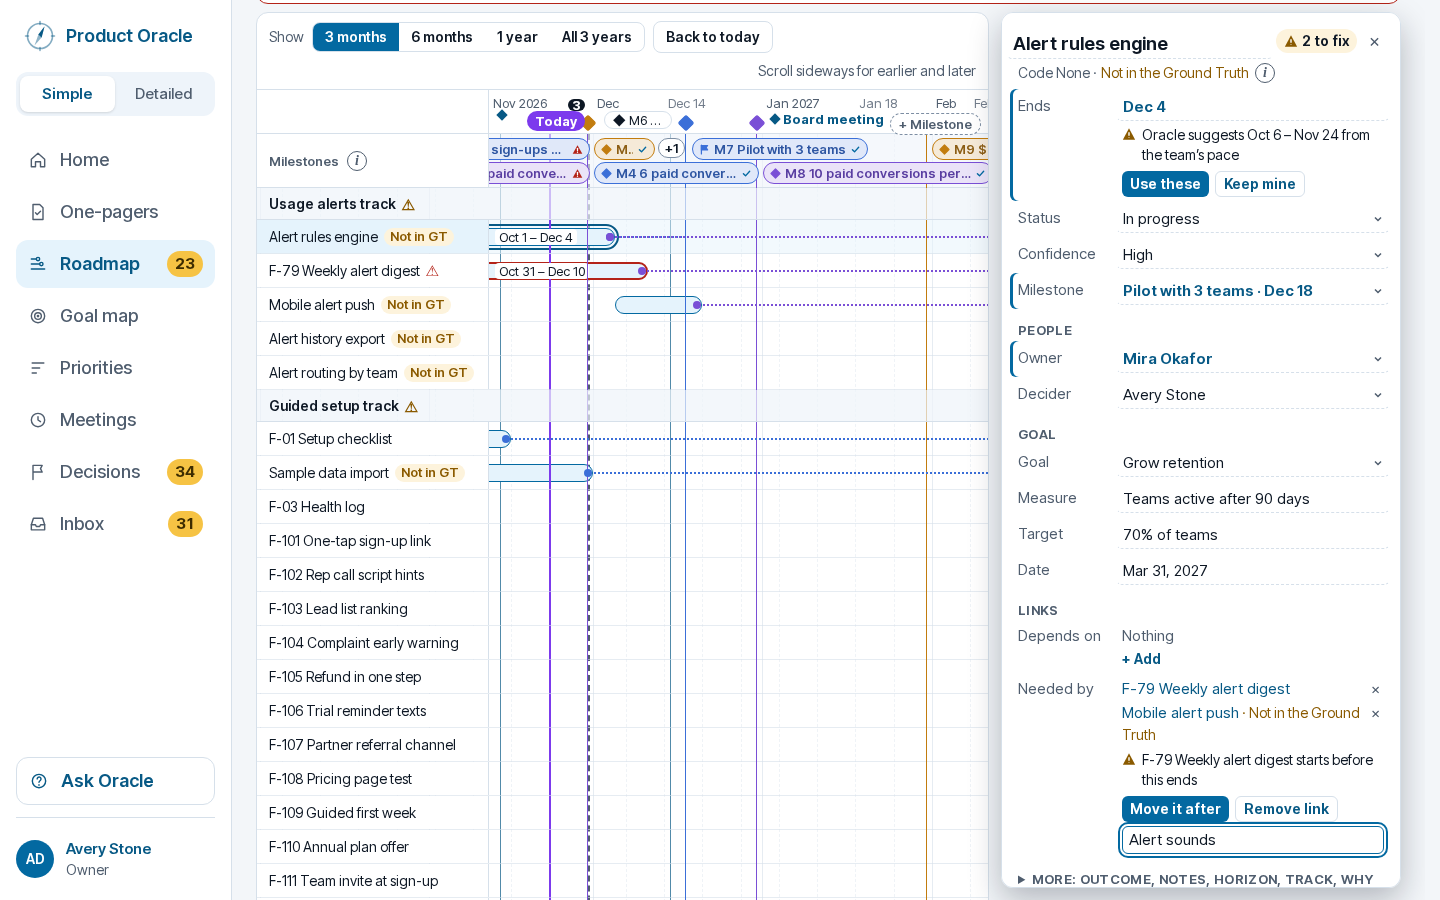 Product Oracle
Simple
Detailed
Home
One-pagers
Roadmap 23
Goal map
Priorities
Meetings
Decisions 34
Inbox 31
Ask Oracle
AD
Avery Stone
Owner
Show
3 months
6 months
1 year
All 3 years
Back to today
Scroll sideways for earlier and later
Nov 2026
3
Dec
Dec 14
Jan 2027
Jan 18
Feb
Fe
Today
M6 ...
Board meeting
+ Milestone
Milestones i
sign-ups ...
M..
+1
M7 Pilot with 3 teams
M9 $
paid conve...
M4 6 paid conver...
M8 10 paid conversions per...
Usage alerts track
Alert rules engine Not in GT
Oct 1 – Dec 4
F-79 Weekly alert digest
Oct 31 – Dec 10
Mobile alert push Not in GT
Alert history export Not in GT
Alert routing by team Not in GT
Guided setup track
F-01 Setup checklist
Sample data import Not in GT
F-03 Health log
F-101 One-tap sign-up link
F-102 Rep call script hints
F-103 Lead list ranking
F-104 Complaint early warning
F-105 Refund in one step
F-106 Trial reminder texts
F-107 Partner referral channel
F-108 Pricing page test
F-109 Guided first week
F-110 Annual plan offer
F-111 Team invite at sign-up
Alert rules engine
2 to fix
×
Code None · Not in the Ground Truth i
Ends
Dec 4
Oracle suggests Oct 6 – Nov 24 from
the team's pace
Use these
Keep mine
Status
In progress
Confidence
High
Milestone
Pilot with 3 teams · Dec 18
PEOPLE
Owner
Mira Okafor
Decider
Avery Stone
GOAL
Goal
Grow retention
Measure
Teams active after 90 days
Target
70% of teams
Date
Mar 31, 2027
LINKS
Depends on
Nothing
+ Add
Needed by
F-79 Weekly alert digest ×
Mobile alert push · Not in the Ground ×
Truth
F-79 Weekly alert digest starts before
this ends
Move it after
Remove link
Alert sounds
MORE: OUTCOME, NOTES, HORIZON, TRACK, WHY